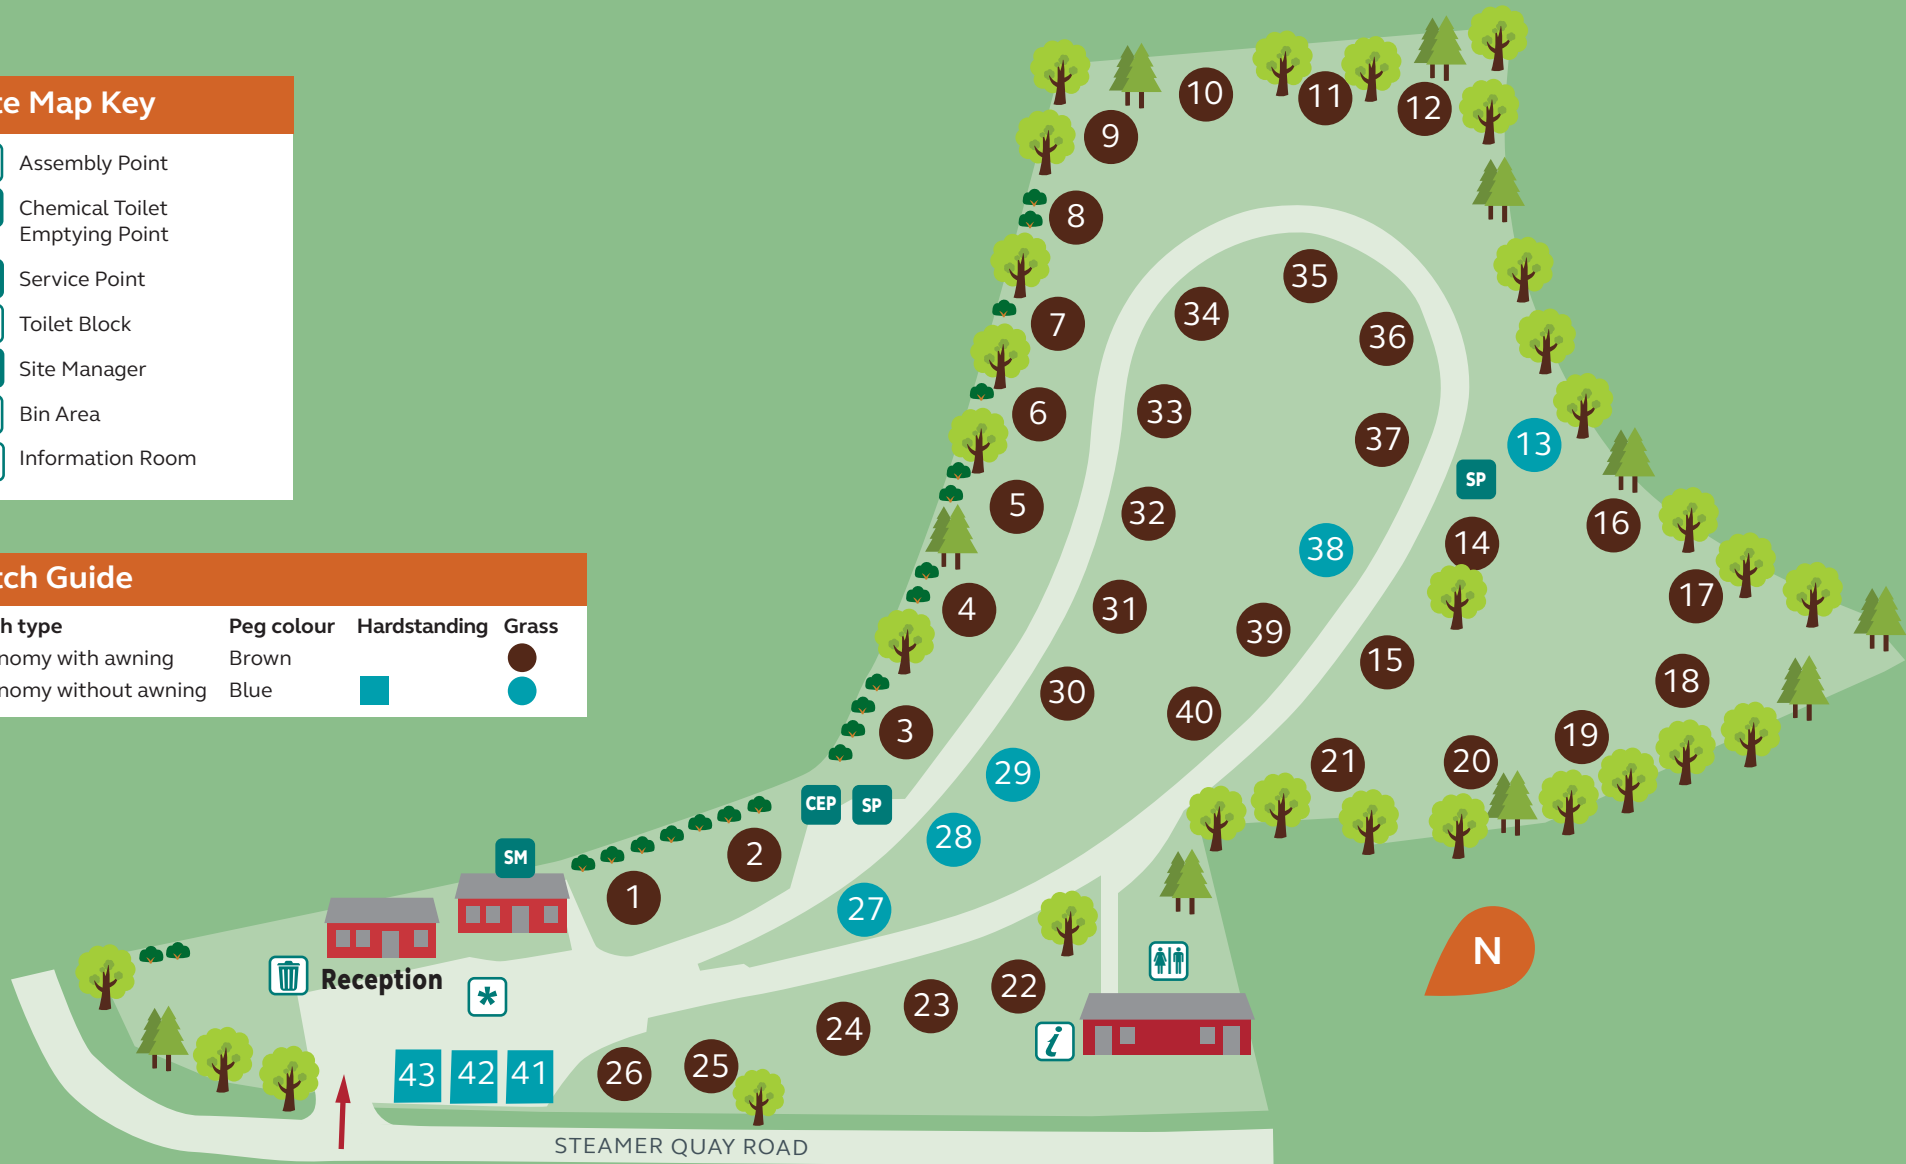 te Map Key
Assembly Point
Chemical Toilet
Emptying Point
Service Point
Toilet Block
Site Manager
Bin Area
Information Room
tch Guide
h type Peg colour Hardstanding Grass
nomy with awning Brown
nomy without awning Blue
10
11
12
9
8
35
34
7
36
33
6
37
13
SP
5
32
16
14
38
17
4
31
39
15
18
30
40
3
19
21
20
29
CEP SP
28
2
SM
1
27
N
Reception
*
22
23
24
i
43 42 41
26
25
STEAMER QUAY ROAD